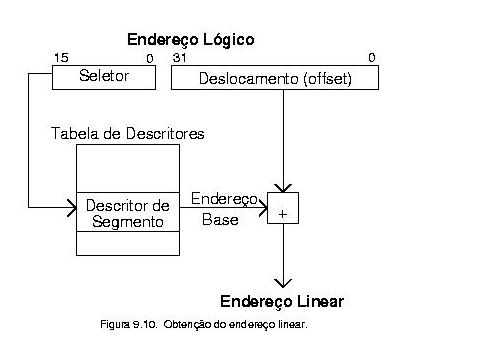 Endereço Lógico
15 0 31 0
Seletor Deslocamento (offset)
Tabela de Descritores
Descritor de
Segmento
Endereço
Base
+
Endereço Linear
Figura 9.10. Obtenção do endereço linear.